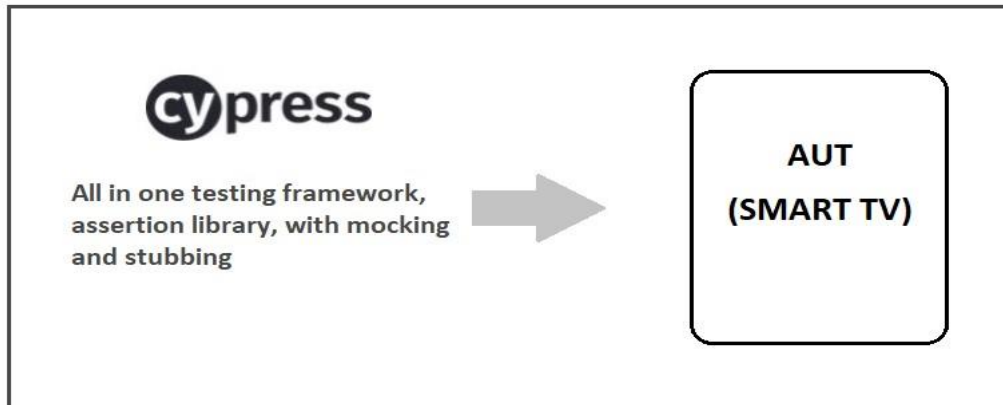 cypress
All in one testing framework,
assertion library, with mocking
and stubbing
AUT
(SMART TV)